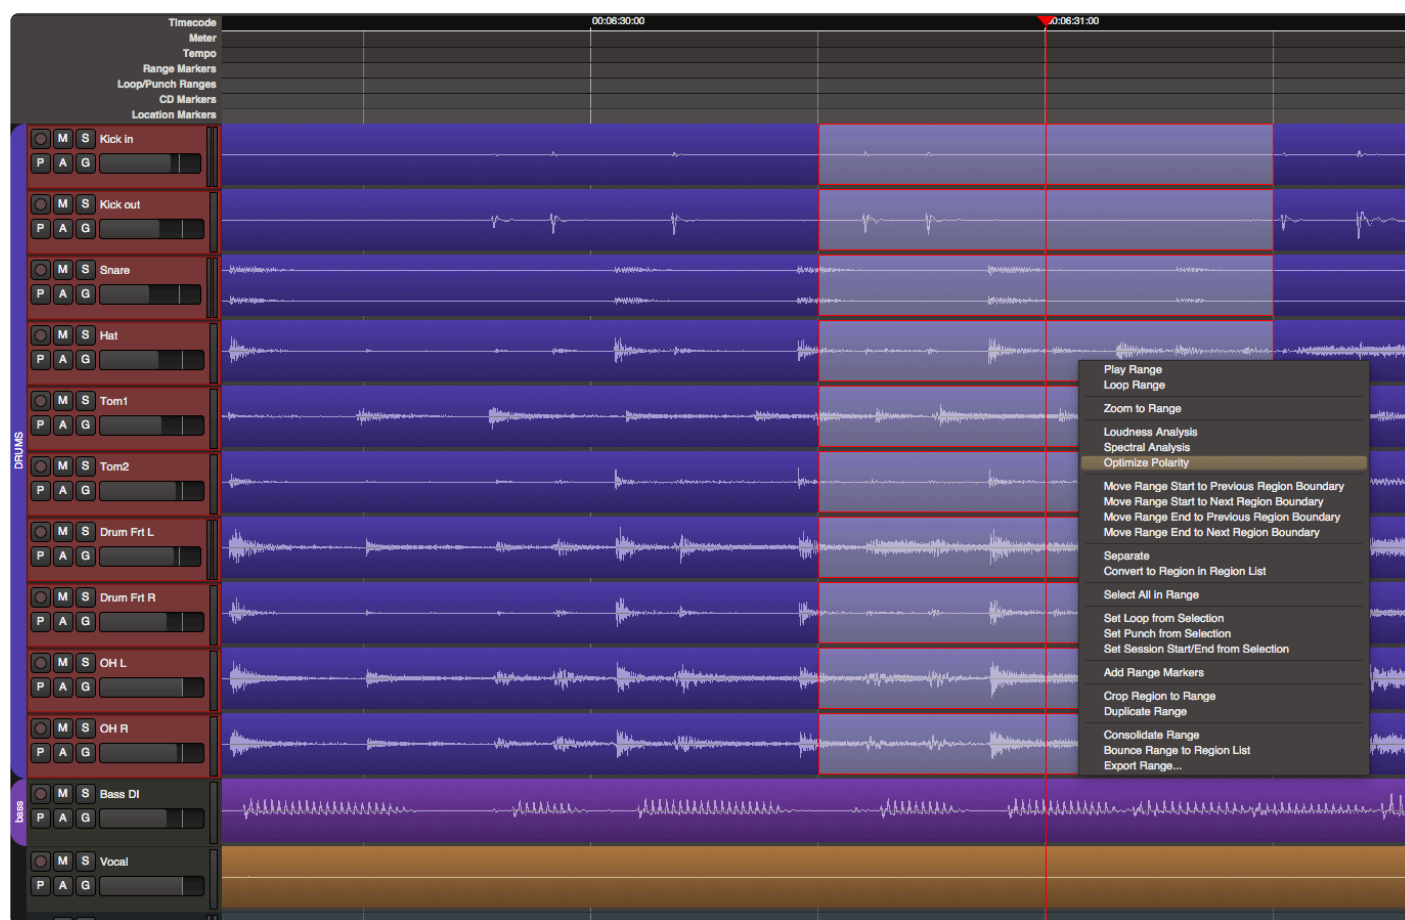 Timecode 00:06:30:00 00:06:31:00
Meter
Tempo
Range Markers
Loop/Punch Ranges
CD Markers
Location Markers
DRUMS
M S Kick in
P A G
M S Kick out
P A G
M S Snare
P A G
M S Hat
P A G
M S Tom1
P A G
M S Tom2
P A G
M S Drum Frt L
P A G
M S Drum Frt R
P A G
M S OH L
P A G
M S OH R
P A G
bass
M S Bass DI
P A G
M S Vocal
P A G
Play Range
Loop Range
Zoom to Range
Loudness Analysis
Spectral Analysis
Optimize Polarity
Move Range Start to Previous Region Boundary
Move Range Start to Next Region Boundary
Move Range End to Previous Region Boundary
Move Range End to Next Region Boundary
Separate
Convert to Region in Region List
Select All in Range
Set Loop from Selection
Set Punch from Selection
Set Session Start/End from Selection
Add Range Markers
Crop Region to Range
Duplicate Range
Consolidate Range
Bounce Range to Region List
Export Range...